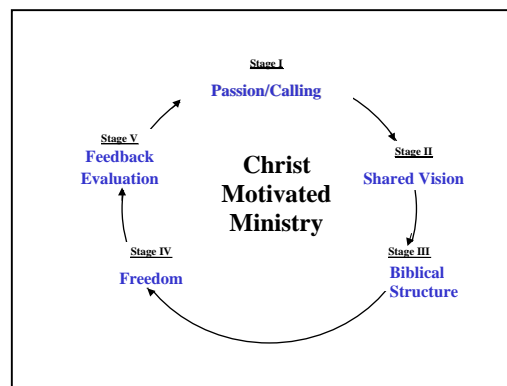 Stage I
Passion/Calling
Stage II
Shared Vision
Stage III
Biblical
Structure
Stage IV
Freedom
Stage V
Feedback
Evaluation
Christ
Motivated
Ministry